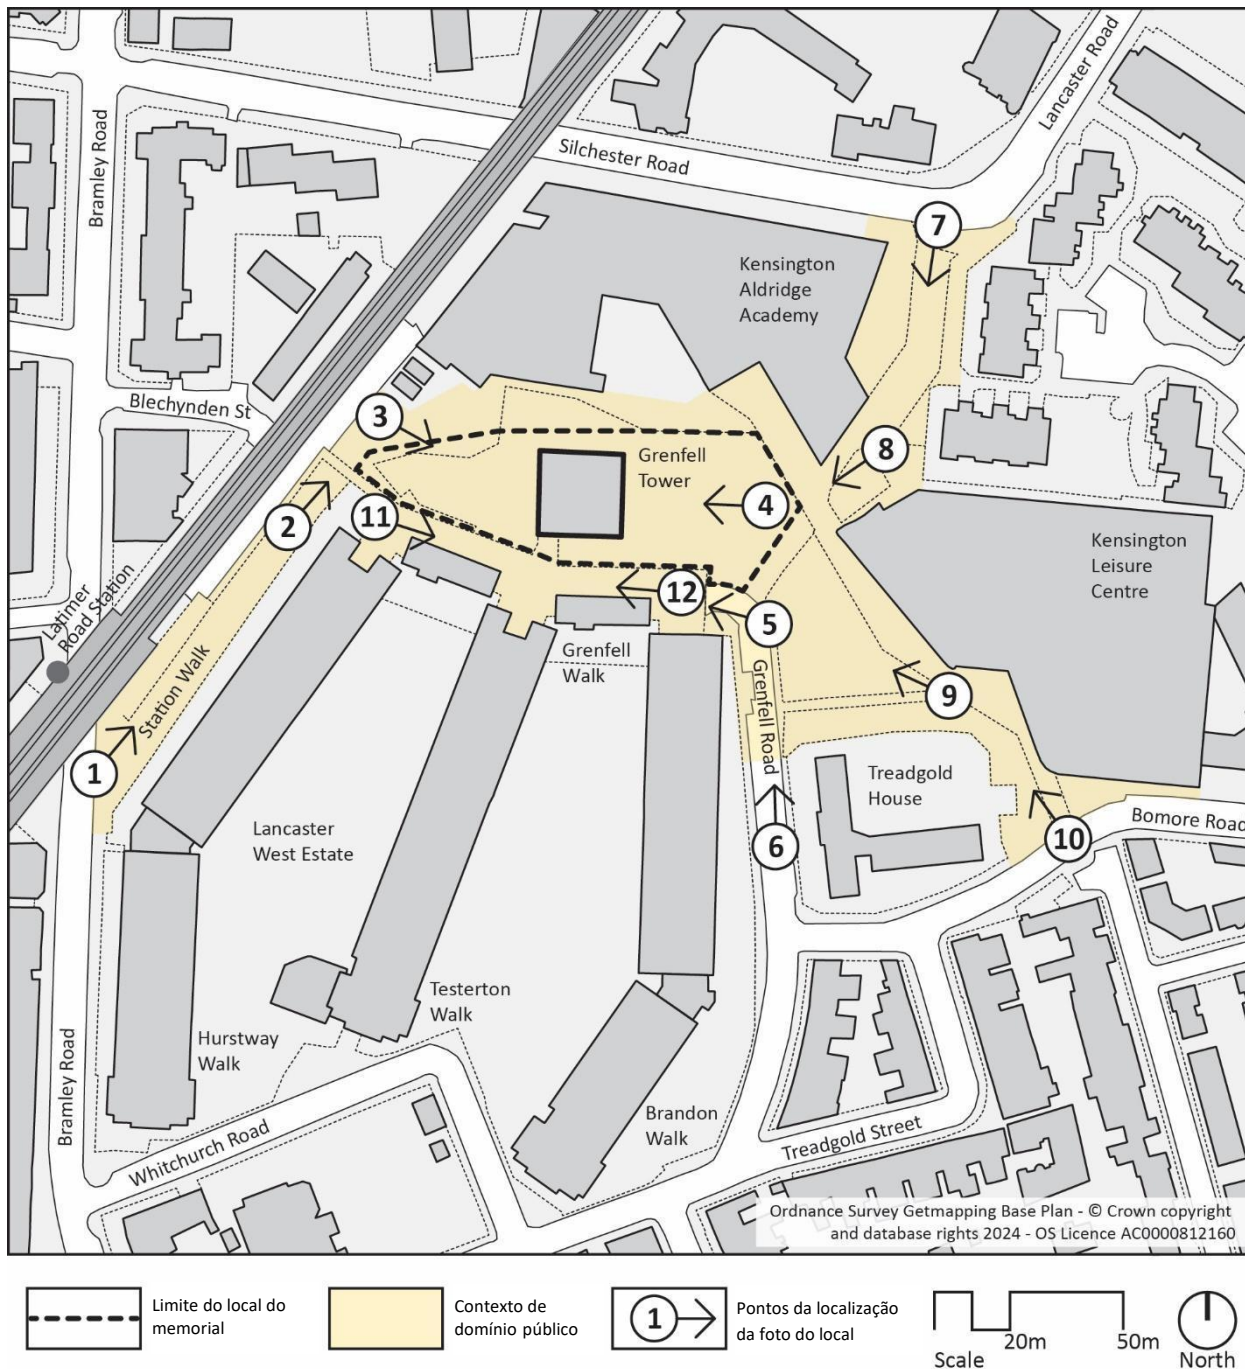 Lancaster Road
Bramley Road
Silchester Road
7
Kensington
Aldridge
Academy
Blechynden St
3
8
Grenfell
Tower
4
2
11
Kensington
Leisure
Centre
12
Latimer
Road Station
5
Grenfell
Walk
Station Walk
9
Grenfell Road
1
Treadgold
House
Bomore Road
Lancaster
West Estate
6
10
Testerton
Walk
Hurstway
Walk
Bramley Road
Brandon
Walk
Whitchurch Road
Treadgold Street
Ordnance Survey Getmapping Base Plan - © Crown copyright
and database rights 2024 - OS Licence AC0000812160
Limite do local do
memorial
Contexto de
domínio público
1
Pontos da localização
da foto do local
20m 50m
Scale
North